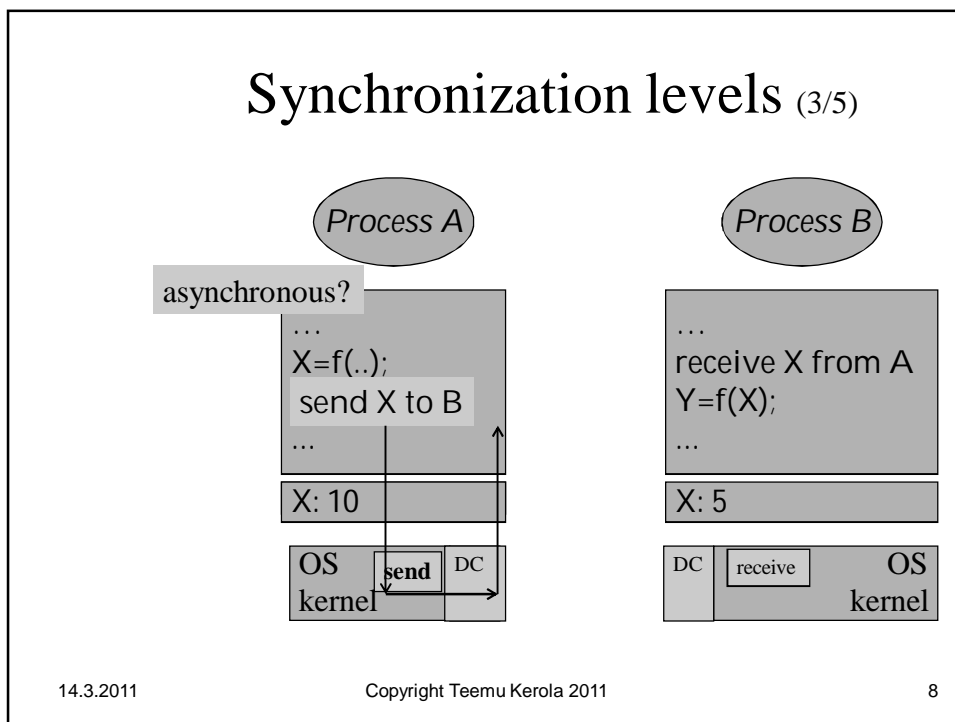 Synchronization levels (3/5)
Process A
asynchronous?
...
X=f(..);
send X to B
...
X: 10
OS
kernel
send
DC
Process B
...
receive X from A
Y=f(X);
...
X: 5
DC
receive
OS
kernel
14.3.2011
Copyright Teemu Kerola 2011
8